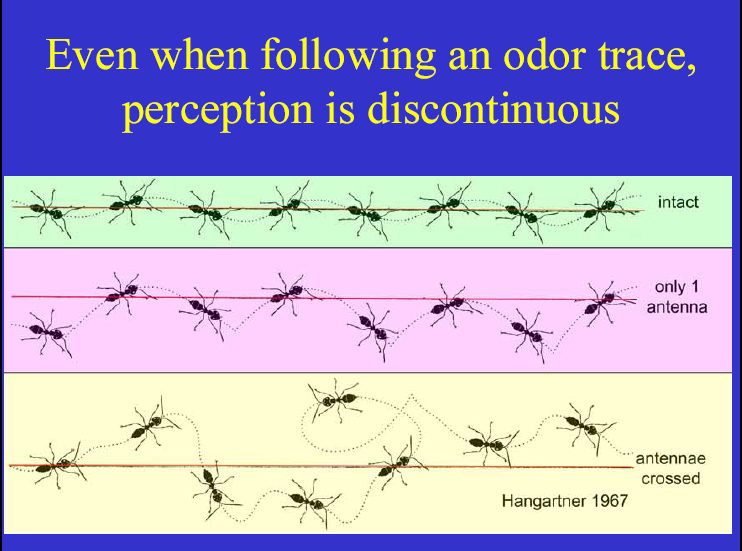 Even when following an odor trace,
perception is discontinuous
intact
only 1
antenna
antennae
crossed
Hangartner 1967